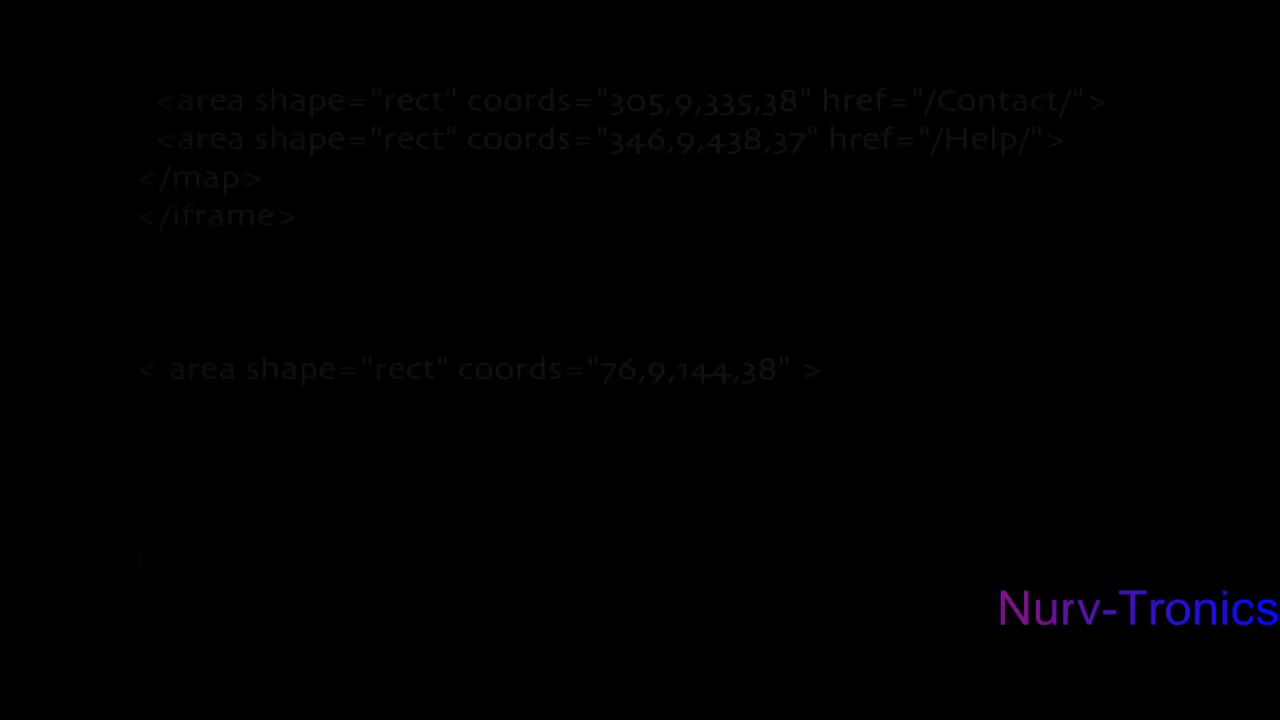 <area shape="rect" coords="305,9,335,38" href="/Contact/">
<area shape="rect" coords="346,9,438,37" href="/Help/">
</map>
</iframe>
< area shape="rect" coords="76,9,144,38" >
Nurv-Tronics